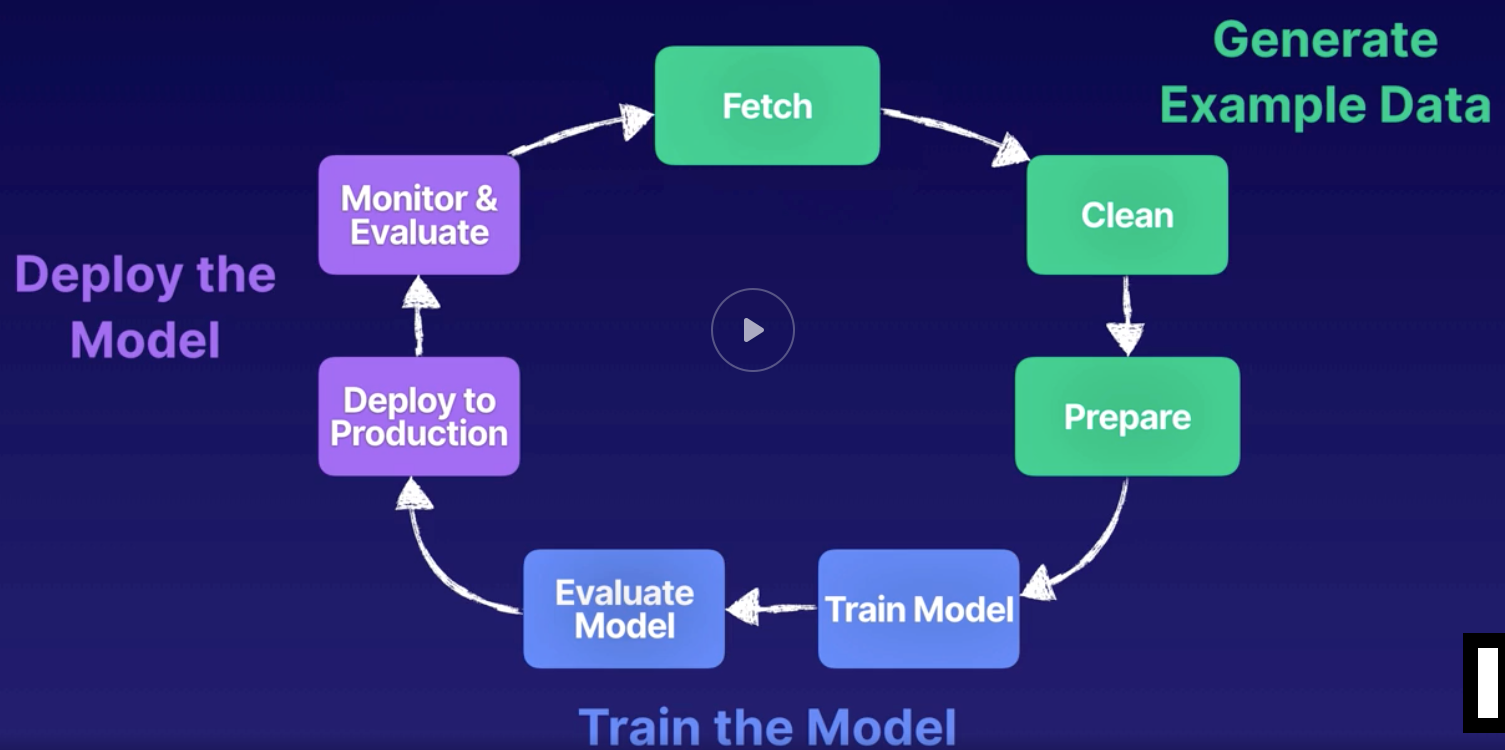 Generate
Example Data
Fetch
Clean
Prepare
Train Model
Evaluate
Model
Train the Model
Deploy to
Production
Monitor &
Evaluate
Deploy the
Model